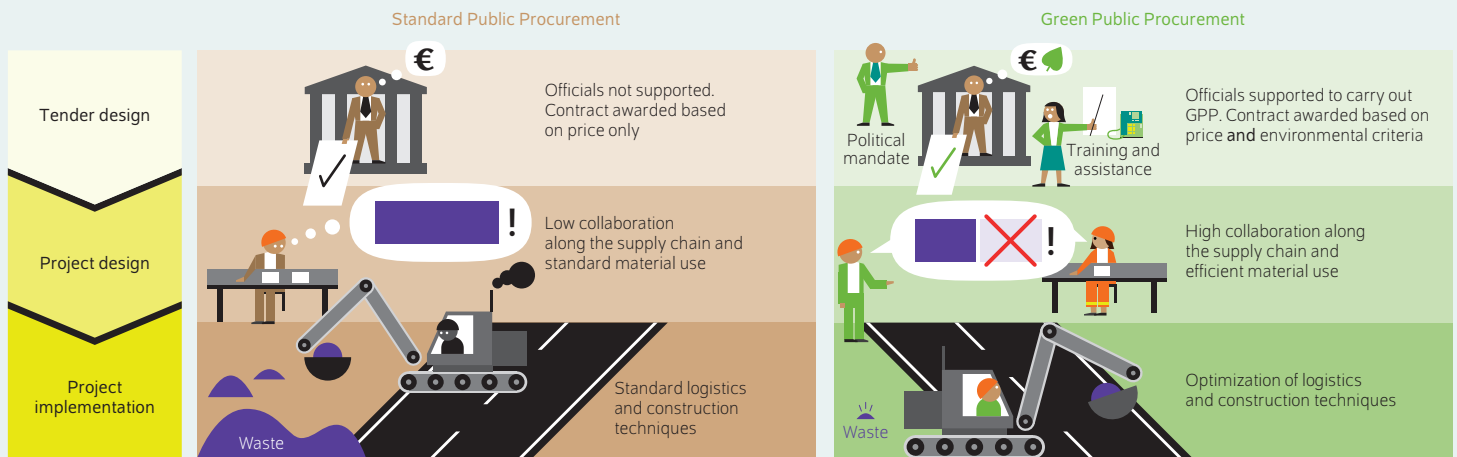 Standard Public Procurement
Green Public Procurement
Tender design
€
Officials not supported.
Contract awarded based
on price only
€
Political
mandate
Training and
assistance
Officials supported to carry out
GPP. Contract awarded based on
price and environmental criteria
Project design
!
Low collaboration
along the supply chain and
standard material use
!
High collaboration along
the supply chain and
efficient material use
Project
implementation
Waste
Standard logistics
and construction
techniques
Waste
Optimization of logistics
and construction techniques